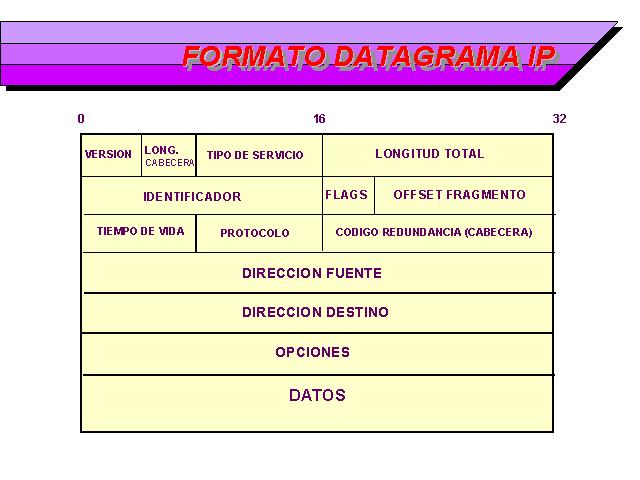 FORMATO DATAGRAMA IP
0 16 32
VERSION LONG. CABECERA TIPO DE SERVICIO LONGITUD TOTAL
IDENTIFICADOR FLAGS OFFSET FRAGMENTO
TIEMPO DE VIDA PROTOCOLO CODIGO REDUNDANCIA (CABECERA)
DIRECCION FUENTE
DIRECCION DESTINO
OPCIONES
DATOS